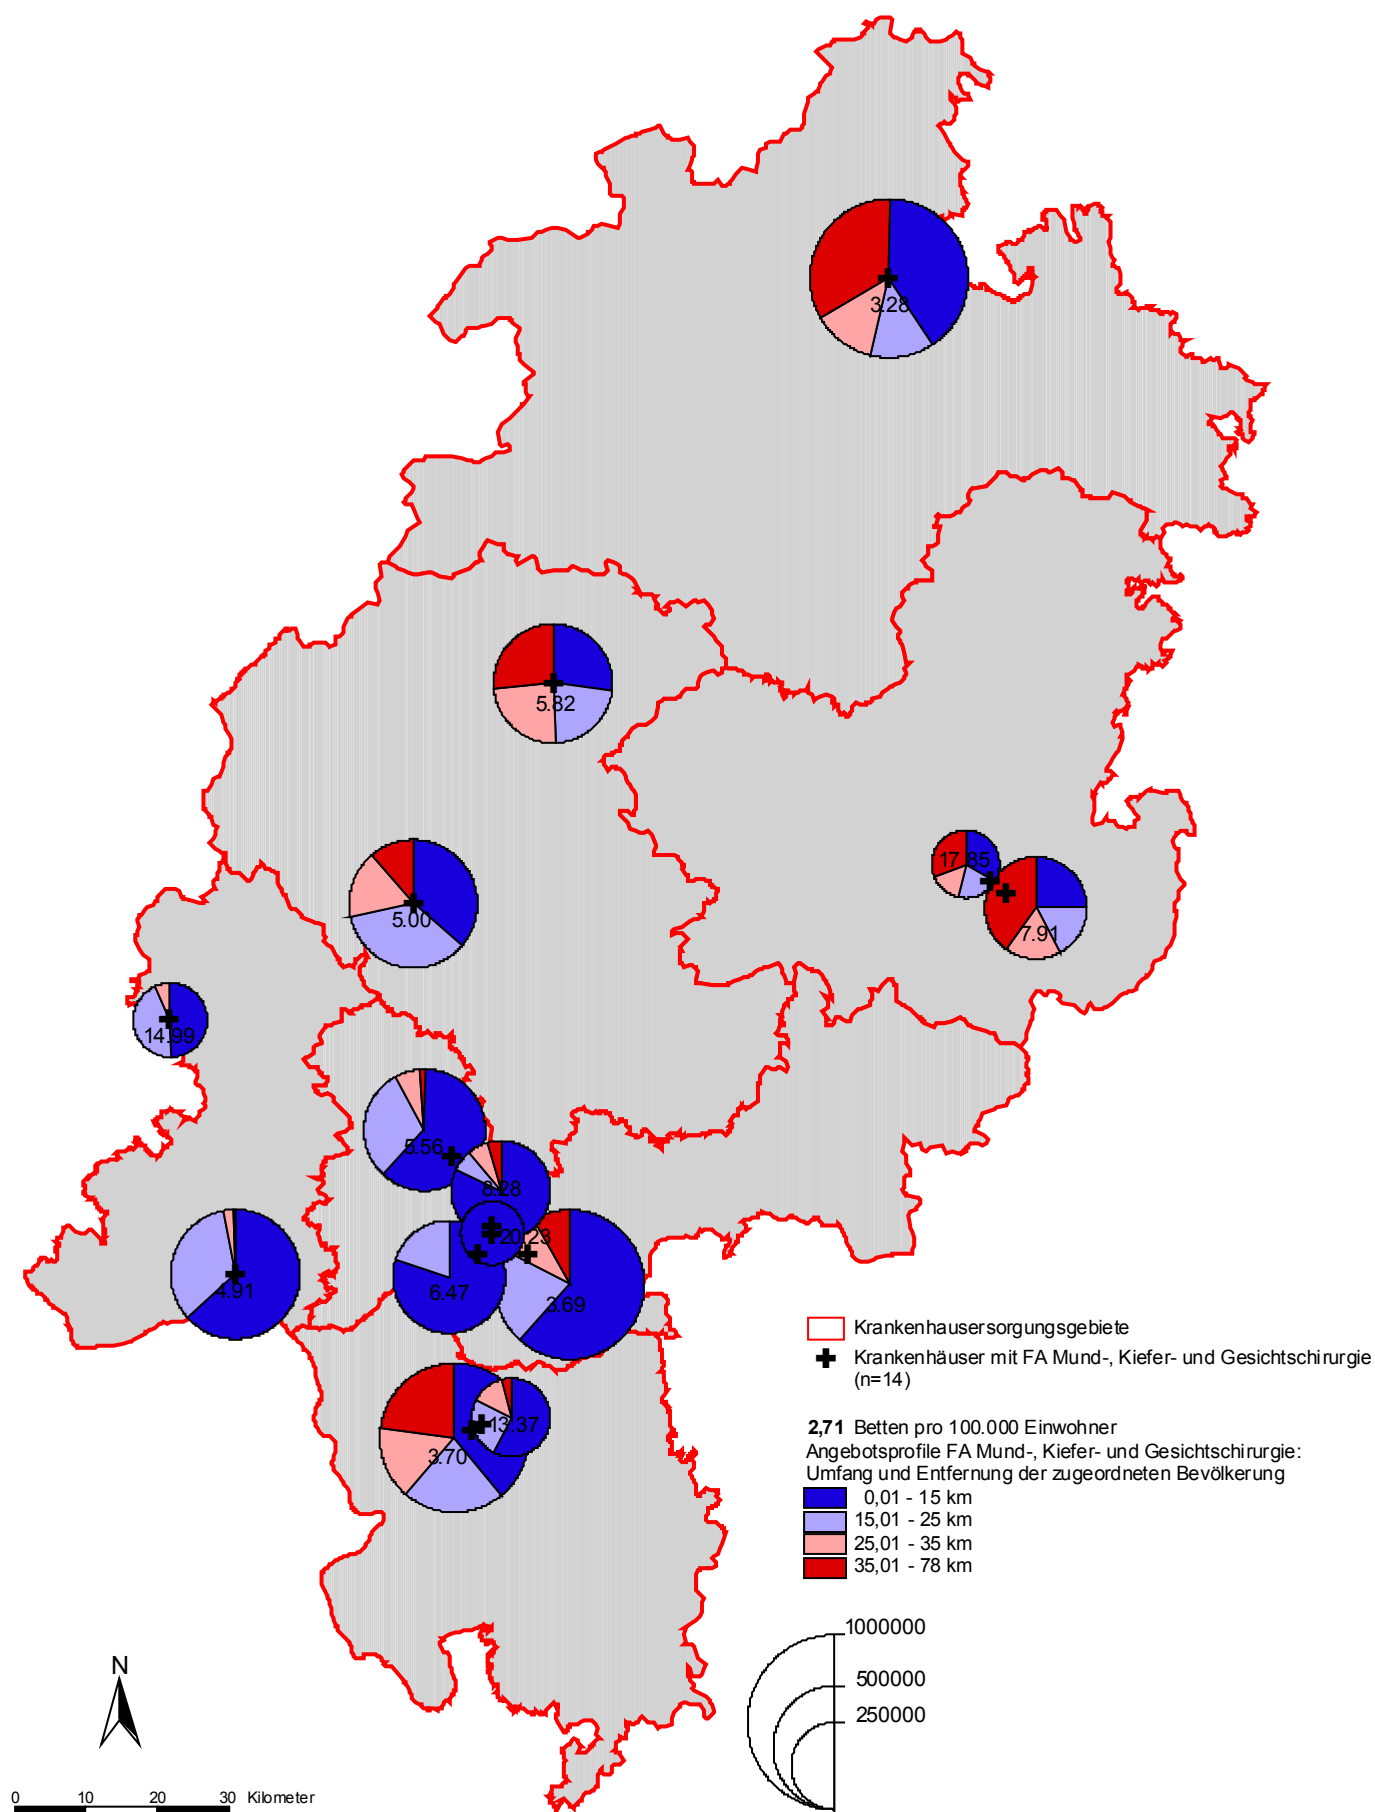 3.28
5.82
17.85
5.00
7.91
14.99
5.56
8.28
20.23
4.91
6.47
3.69
Krankenhausersorgungsgebiete
Krankenhäuser mit FA Mund-, Kiefer- und Gesichtschirurgie
(n=14)
13.37
3.70
2,71 Betten pro 100.000 Einwohner
Angebotsprofile FA Mund-, Kiefer- und Gesichtschirurgie:
Umfang und Entfernung der zugeordneten Bevölkerung
0,01 - 15 km
15,01 - 25 km
25,01 - 35 km
35,01 - 78 km
1000000
500000
250000
N
0 10 20 30 Kilometer